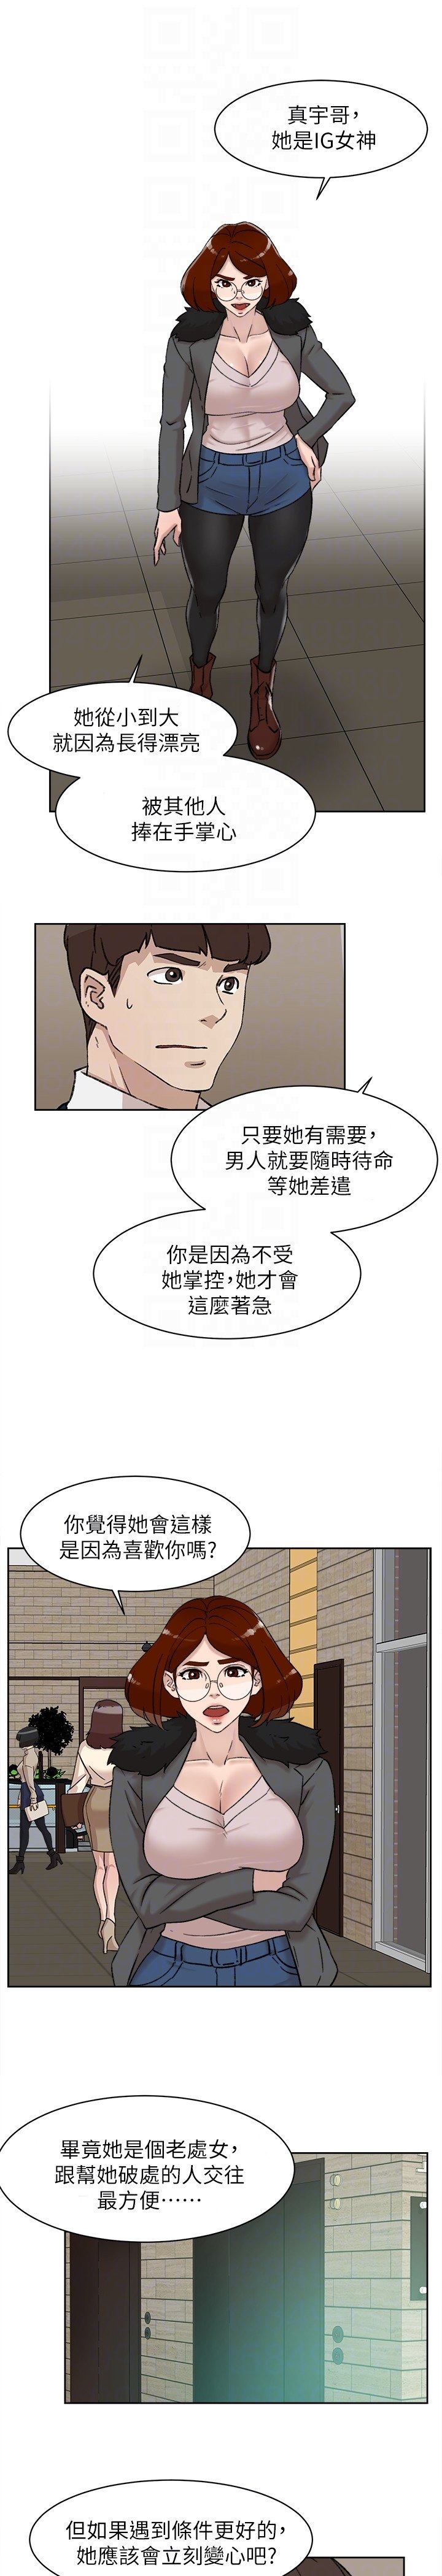 真宇哥，
她是IG女神
她從小到大
就因為長得漂亮
被其他人
捧在手掌心
只要她有需要，
男人就要隨時待命
等她差遣
你是因為不受
她掌控，她才會
這麼著急
你覺得她會這樣
是因為喜歡你嗎?
畢竟她是個老處女，
跟幫她破處的人交往
最方便⋯⋯
但如果遇到條件更好的，
她應該會立刻變心吧?